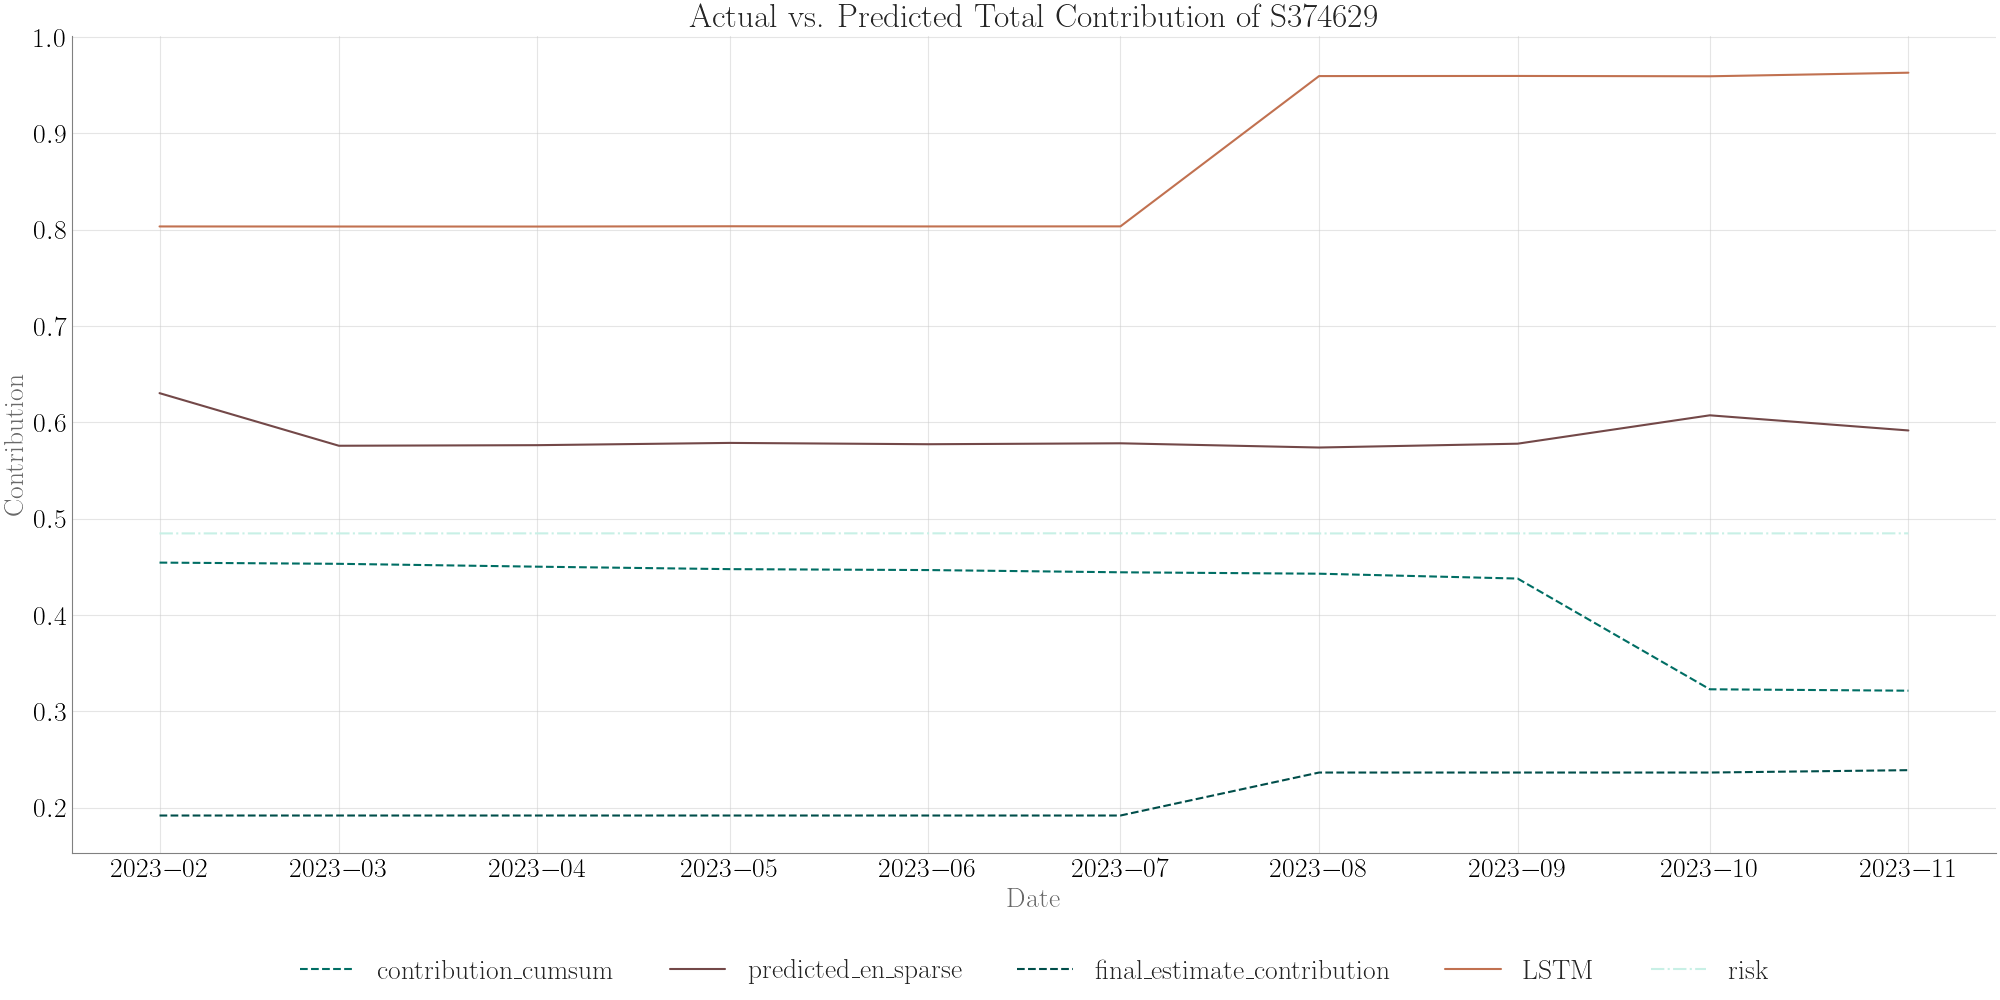 Actual vs. Predicted Total Contribution of S374629
1.0
0.9
0.8
0.7
0.6
0.5
0.4
0.3
0.2
Contribution
2023−02 2023−03 2023−04 2023−05 2023−06 2023−07 2023−08 2023−09 2023−10 2023−11
Date
contribution_cumsum predicted_en_sparse final_estimate_contribution LSTM risk